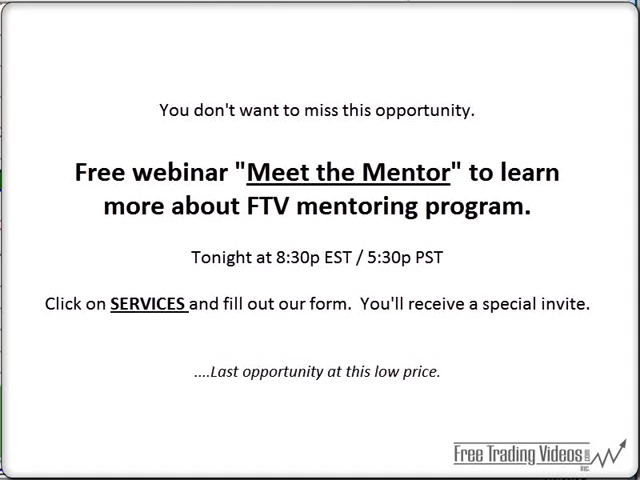 You don't want to miss this opportunity.
Free webinar "Meet the Mentor" to learn
more about FTV mentoring program.
Tonight at 8:30p EST / 5:30p PST
Click on SERVICES and fill out our form.  You'll receive a special invite.
....Last opportunity at this low price.
Free Trading Videos
Inc.